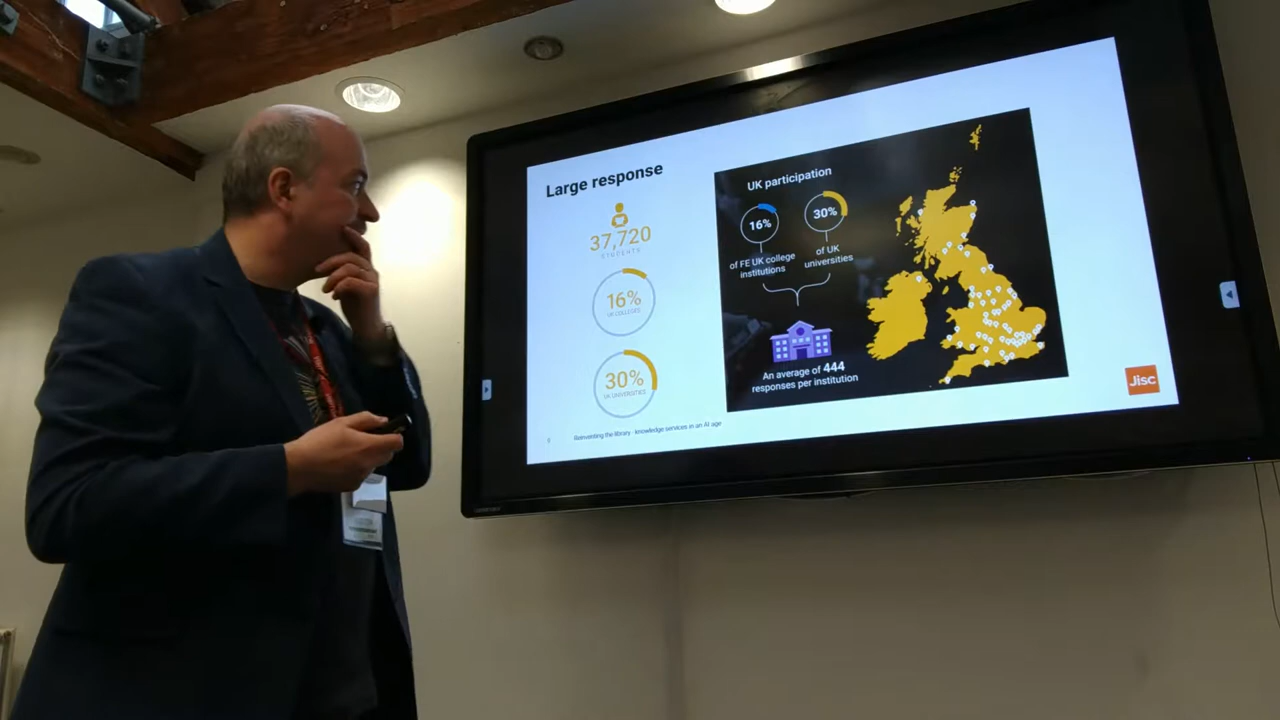 Large response
37,720
STUDENTS
16%
UK COLLEGES
30%
UK UNIVERSITIES
UK participation
16%
of FE UK college
institutions
30%
of UK
universities
An average of 444
responses per institution
Jisc
Reinventing the library - knowledge services in an AI age